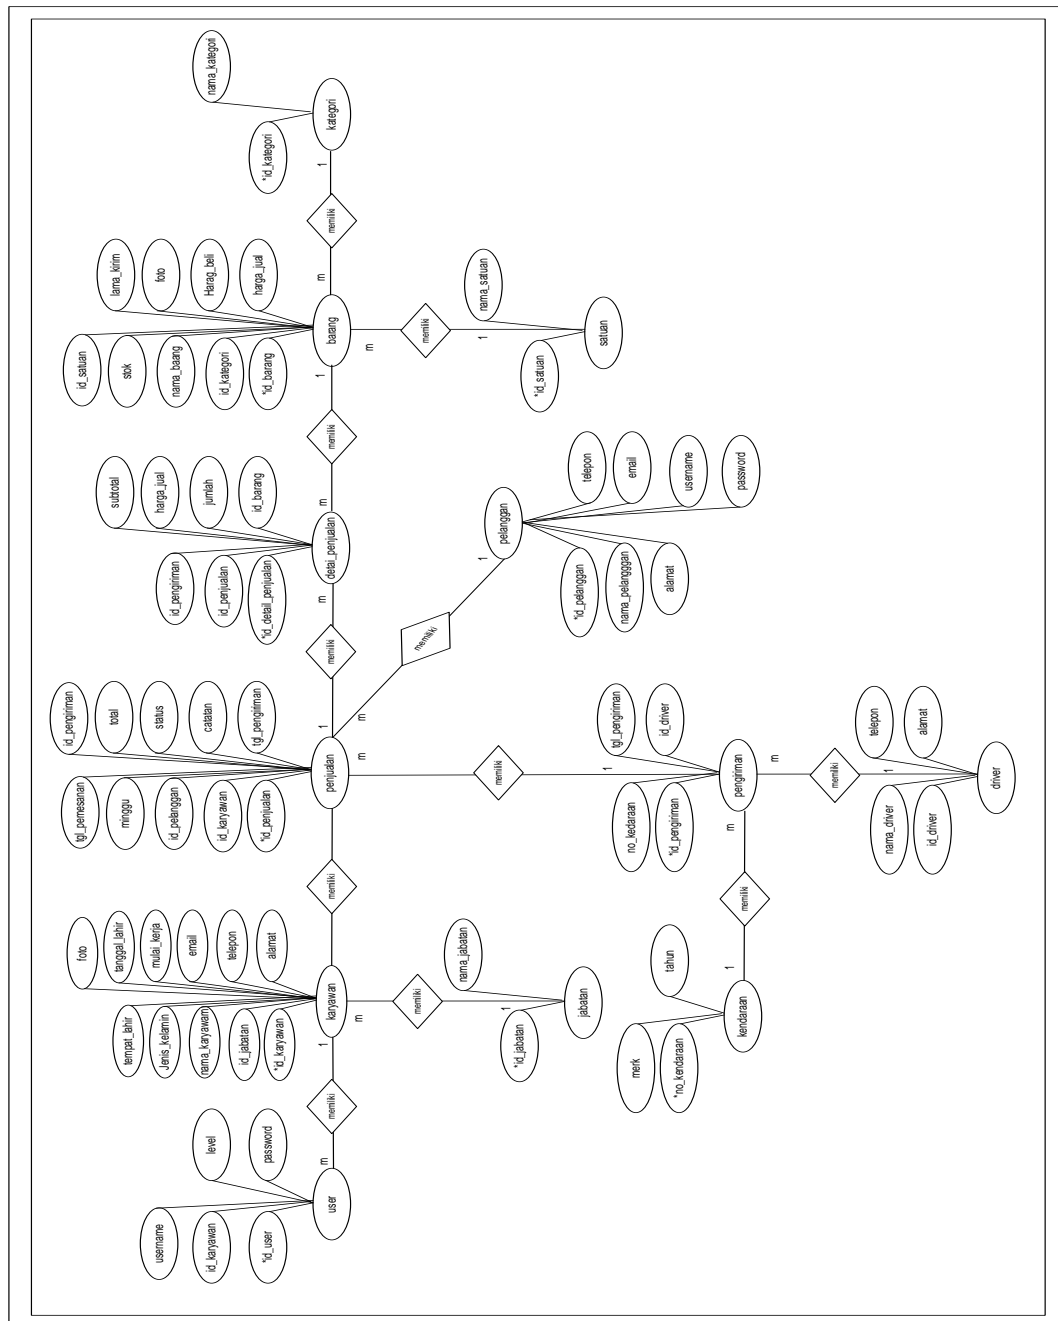 username
level
id_karyawan
password
*id_user
user
m
memiliki
1
foto
tempat_lahir
tanggal_lahir
Jenis_kelamin
mulai_kerja
nama_karyawam
email
id_jabatan
telepon
*id_karyawan
alamat
karyawan
m
memiliki
1
nama_jabatan
*id_jabatan
jabatan
memiliki
tgl_pemesanan
id_pengiriman
minggu
total
id_pelanggan
status
id_karyawan
catatan
*id_penjualan
tgl_pengiriman
penjualan
1
m
m
memiliki
m
id_pengiriman
subtotal
id_penjualan
harga_jual
*id_detail_penjualan
jumlah
id_barang
detai_penjualan
m
memiliki
1
id_satuan
lama_kirim
stok
foto
nama_baang
Harag_beli
id_kategori
harga_jual
*id_barang
barang
m
m
memiliki
1
nama_kategori
*id_kategori
kategori
memiliki
1
nama_satuan
*id_satuan
satuan
memiliki
1
pelanggan
*id_pelanggan
telepon
nama_pelangggan
email
alamat
username
password
memiliki
1
tgl_pengiriman
no_kedaraan
id_driver
*id_pengiriman
pengiriman
m
m
memiliki
1
merk
tahun
*no_kendaraan
kendaraan
memiliki
1
nama_driver
telepon
id_driver
alamat
driver